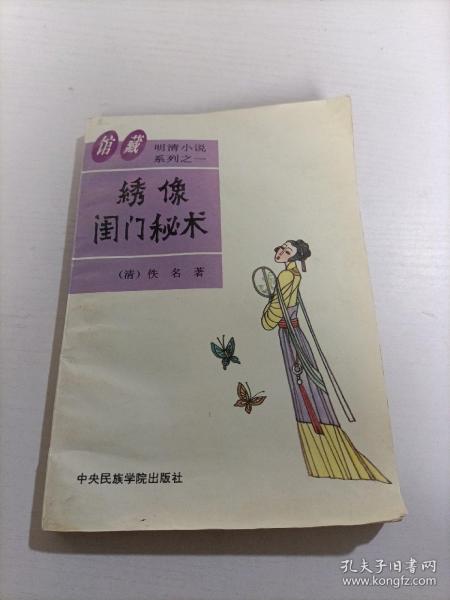 馆藏
明清小说
系列之一
綉像
闺门秘术
(清)佚名著
中央民族学院出版社
孔夫子旧书网
www.kongfz.com